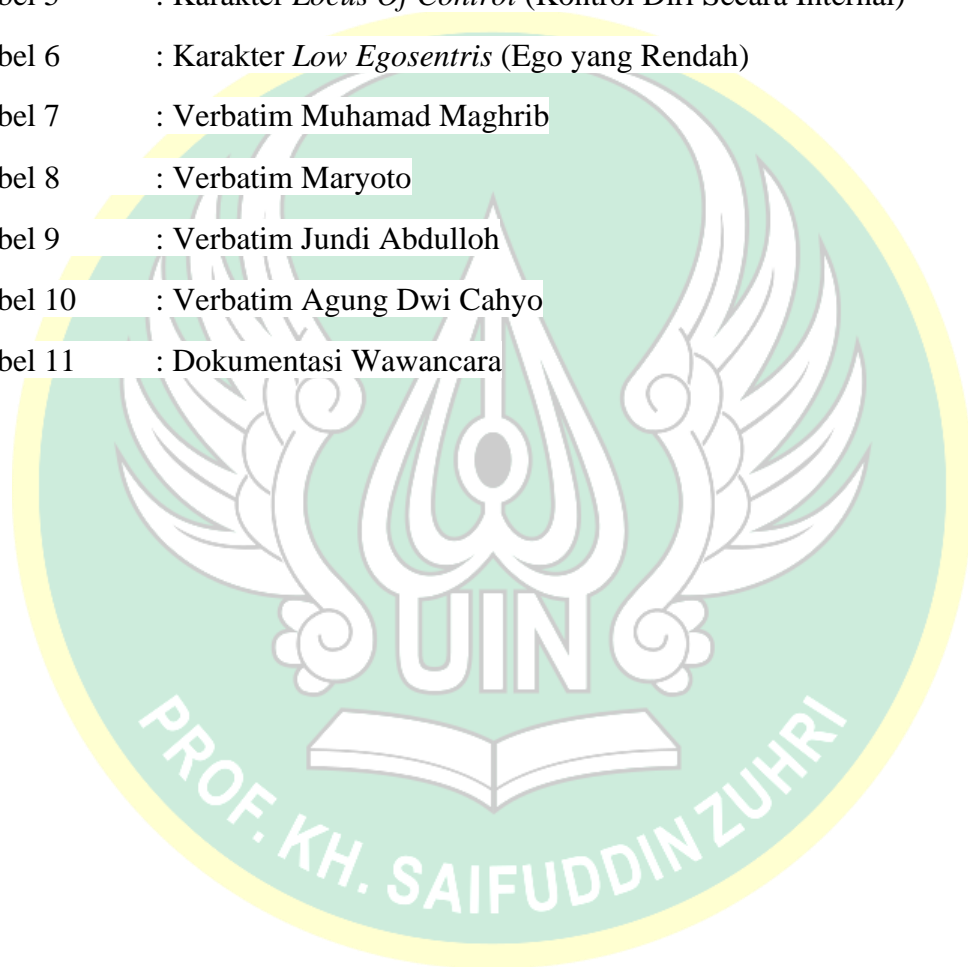 bel 5 : Karakter Locus Of Control (Kontrol Diri Secara Internal)
bel 6 : Karakter Low Egosentris (Ego yang Rendah)
bel 7 : Verbatim Muhamad Maghrib
bel 8 : Verbatim Maryoto
bel 9 : Verbatim Jundi Abdulloh
bel 10 : Verbatim Agung Dwi Cahyo
bel 11 : Dokumentasi Wawancara
UIN
PROF. KH. SAIFUDDIN ZUHRI